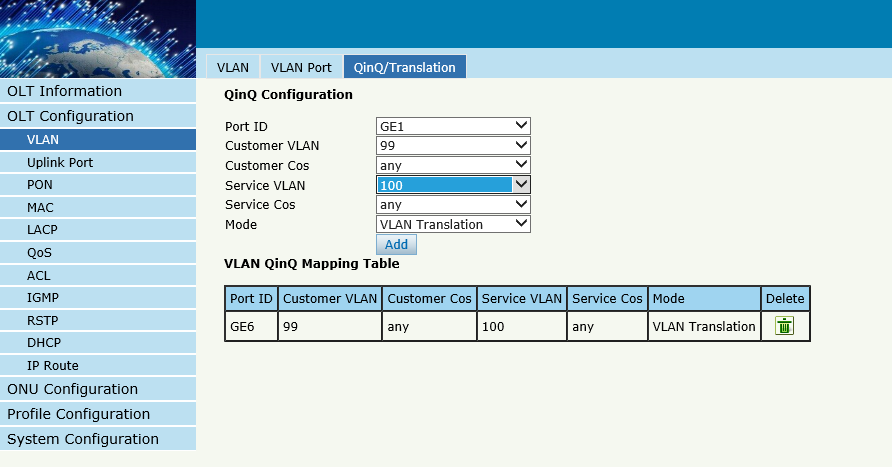 VLAN VLAN Port QinQ/Translation
OLT Information
OLT Configuration
VLAN
Uplink Port
PON
MAC
LACP
QoS
ACL
IGMP
RSTP
DHCP
IP Route
ONU Configuration
Profile Configuration
System Configuration
QinQ Configuration
Port ID GE1
Customer VLAN 99
Customer Cos any
Service VLAN 100
Service Cos any
Mode VLAN Translation
Add
VLAN QinQ Mapping Table
Port ID Customer VLAN Customer Cos Service VLAN Service Cos Mode Delete
GE6 99 any 100 any VLAN Translation